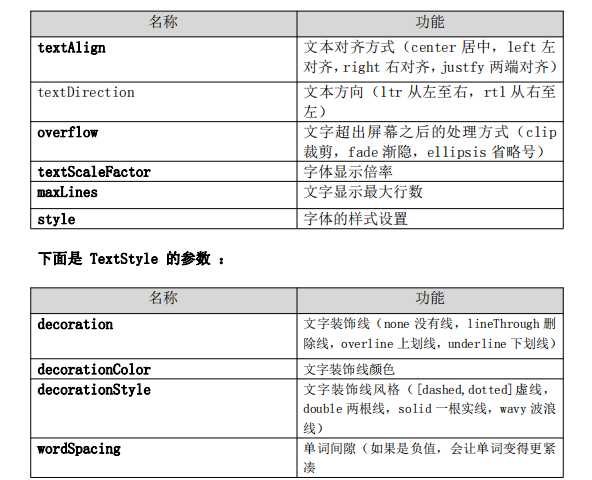 名称 功能
textAlign 文本对齐方式（center 居中，left 左
对齐，right 右对齐，justfy 两端对齐）
textDirection 文本方向（ltr 从左至右，rtl 从右至
左）
overflow 文字超出屏幕之后的处理方式（clip
裁剪，fade 渐隐，ellipsis 省略号）
textScaleFactor 字体显示倍率
maxLines 文字显示最大行数
style 字体的样式设置
下面是 TextStyle 的参数 ：
名称 功能
decoration 文字装饰线（none 没有线，lineThrough 删
除线，overline 上划线，underline 下划线）
decorationColor 文字装饰线颜色
decorationStyle 文字装饰线风格（[dashed,dotted]虚线，
double 两根线，solid 一根实线，wavy 波浪
线）
wordSpacing 单词间隙（如果是负值，会让单词变得更紧
凑